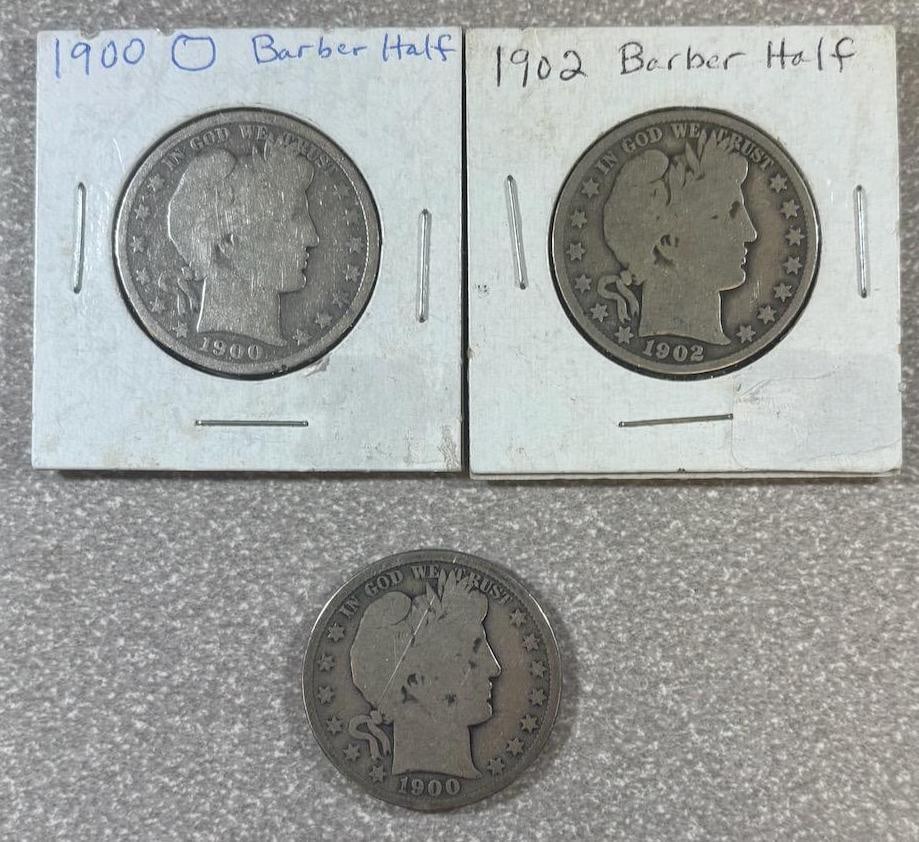 1900 O Barber Half
IN GOD WE TRUST
1900
1902 Barber Half
IN GOD WE TRUST
1902
IN GOD WE TRUST
1900